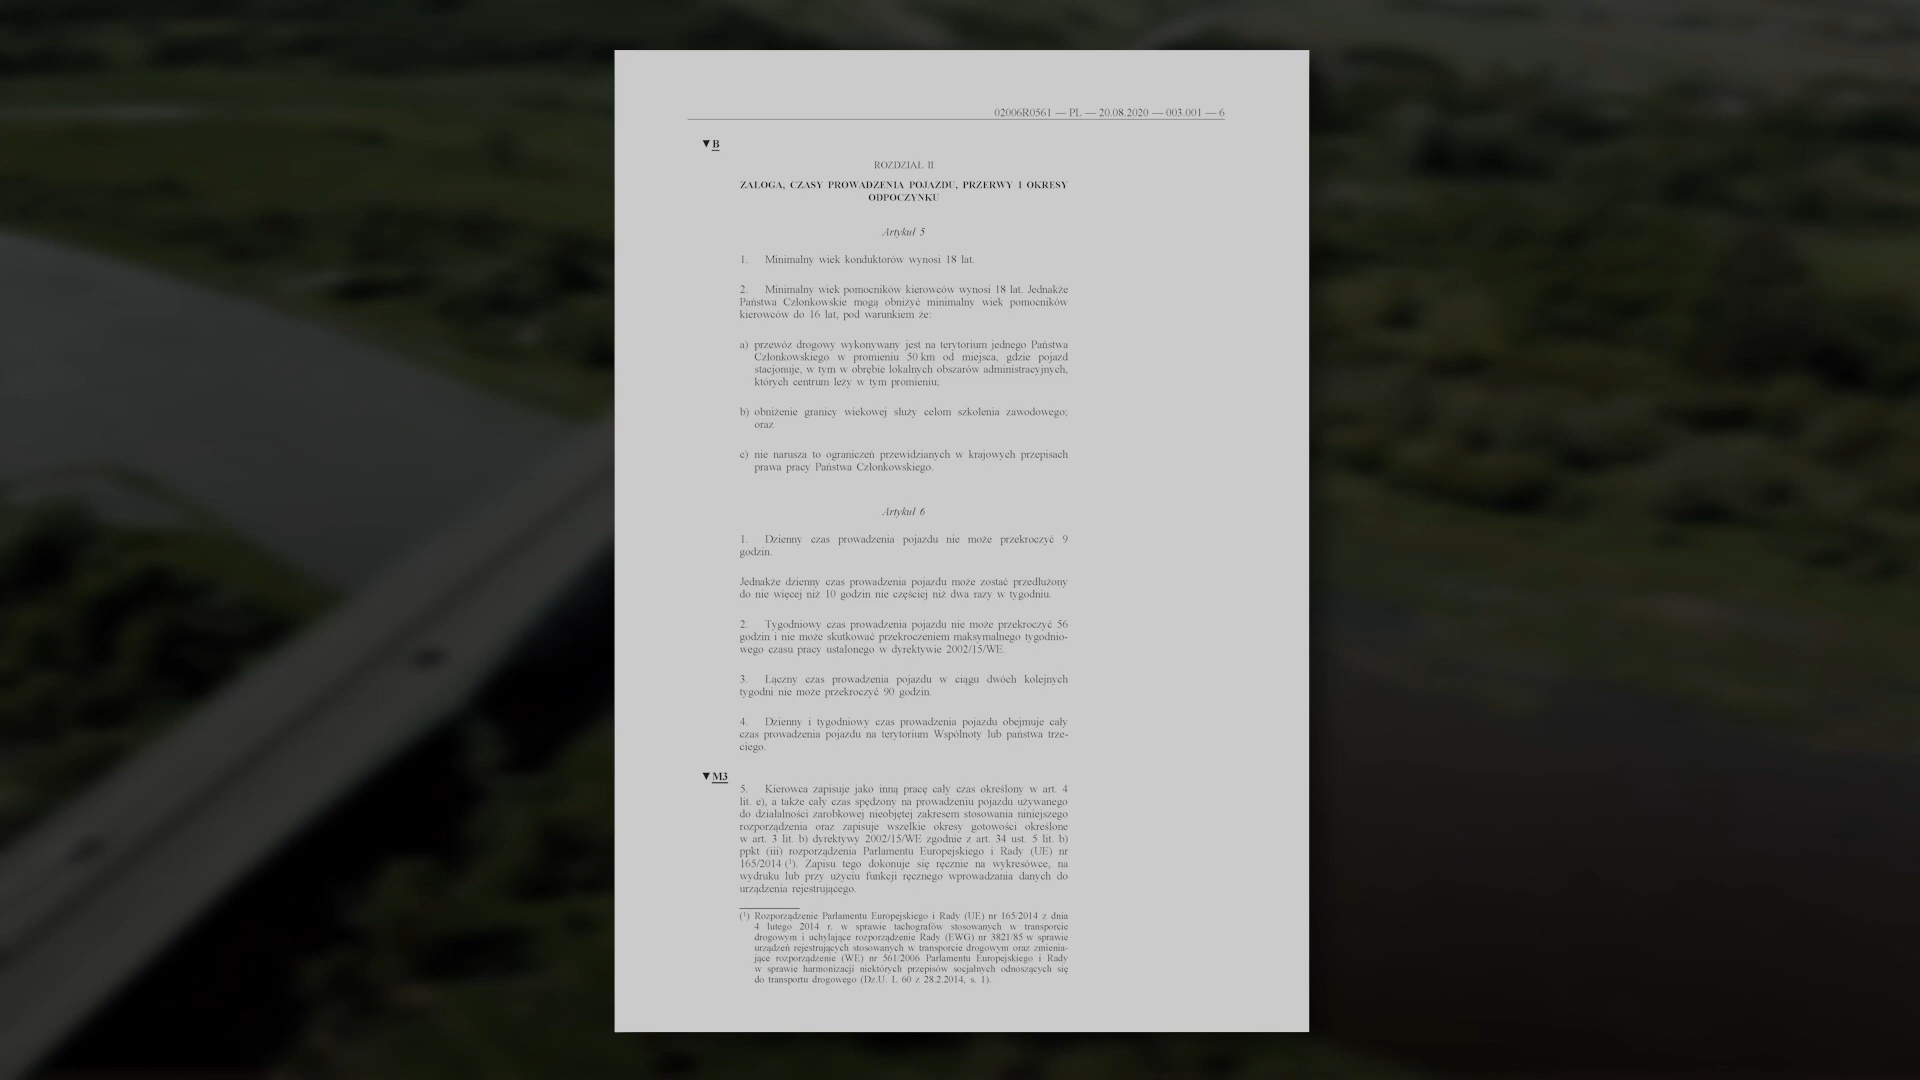 02006R0561 — PL — 20.08.2020 — 003.001 — 6
▼B
ROZDZIAŁ II
ZAŁOGA, CZASY PROWADZENIA POJAZDU, PRZERWY I OKRESY
ODPOCZYNKU
Artykuł 5
1. Minimalny wiek konduktorów wynosi 18 lat.
2. Minimalny wiek pomocników kierowców wynosi 18 lat. Jednakże
Państwa Członkowskie mogą obniżyć minimalny wiek pomocników
kierowców do 16 lat, pod warunkiem że:
a) przewóz drogowy wykonywany jest na terytorium jednego Państwa
Członkowskiego w promieniu 50 km od miejsca, gdzie pojazd
stacjonuje, w tym w obrębie lokalnych obszarów administracyjnych,
których centrum leży w tym promieniu;
b) obniżenie granicy wiekowej służy celom szkolenia zawodowego;
oraz
c) nie narusza to ograniczeń przewidzianych w krajowych przepisach
prawa pracy Państwa Członkowskiego.
Artykuł 6
1. Dzienny czas prowadzenia pojazdu nie może przekroczyć 9
godzin.
Jednakże dzienny czas prowadzenia pojazdu może zostać przedłużony
do nie więcej niż 10 godzin nie częściej niż dwa razy w tygodniu.
2. Tygodniowy czas prowadzenia pojazdu nie może przekroczyć 56
godzin i nie może skutkować przekroczeniem maksymalnego tygodnio-
wego czasu pracy ustalonego w dyrektywie 2002/15/WE.
3. Łączny czas prowadzenia pojazdu w ciągu dwóch kolejnych
tygodni nie może przekroczyć 90 godzin.
4. Dzienny i tygodniowy czas prowadzenia pojazdu obejmuje cały
czas prowadzenia pojazdu na terytorium Wspólnoty lub państwa trze-
ciego.
▼M3
5. Kierowca zapisuje jako inną pracę cały czas określony w art. 4
lit. e), a także cały czas spędzony na prowadzeniu pojazdu używanego
do działalności zarobkowej nieobjętej zakresem stosowania niniejszego
rozporządzenia oraz zapisuje wszelkie okresy gotowości określone
w art. 3 lit. b) dyrektywy 2002/15/WE zgodnie z art. 34 ust. 5 lit. b)
ppkt (iii) rozporządzenia Parlamentu Europejskiego i Rady (UE) nr
165/2014 (¹). Zapisu tego dokonuje się ręcznie na wykresówce, na
wydruku lub przy użyciu funkcji ręcznego wprowadzania danych do
urządzenia rejestrującego.
(¹) Rozporządzenie Parlamentu Europejskiego i Rady (UE) nr 165/2014 z dnia
4 lutego 2014 r. w sprawie tachografów stosowanych w transporcie
drogowym i uchylające rozporządzenie Rady (EWG) nr 3821/85 w sprawie
urządzeń rejestrujących stosowanych w transporcie drogowym oraz zmienia-
jące rozporządzenie (WE) nr 561/2006 Parlamentu Europejskiego i Rady
w sprawie harmonizacji niektórych przepisów socjalnych odnoszących się
do transportu drogowego (Dz.U. L 60 z 28.2.2014, s. 1).